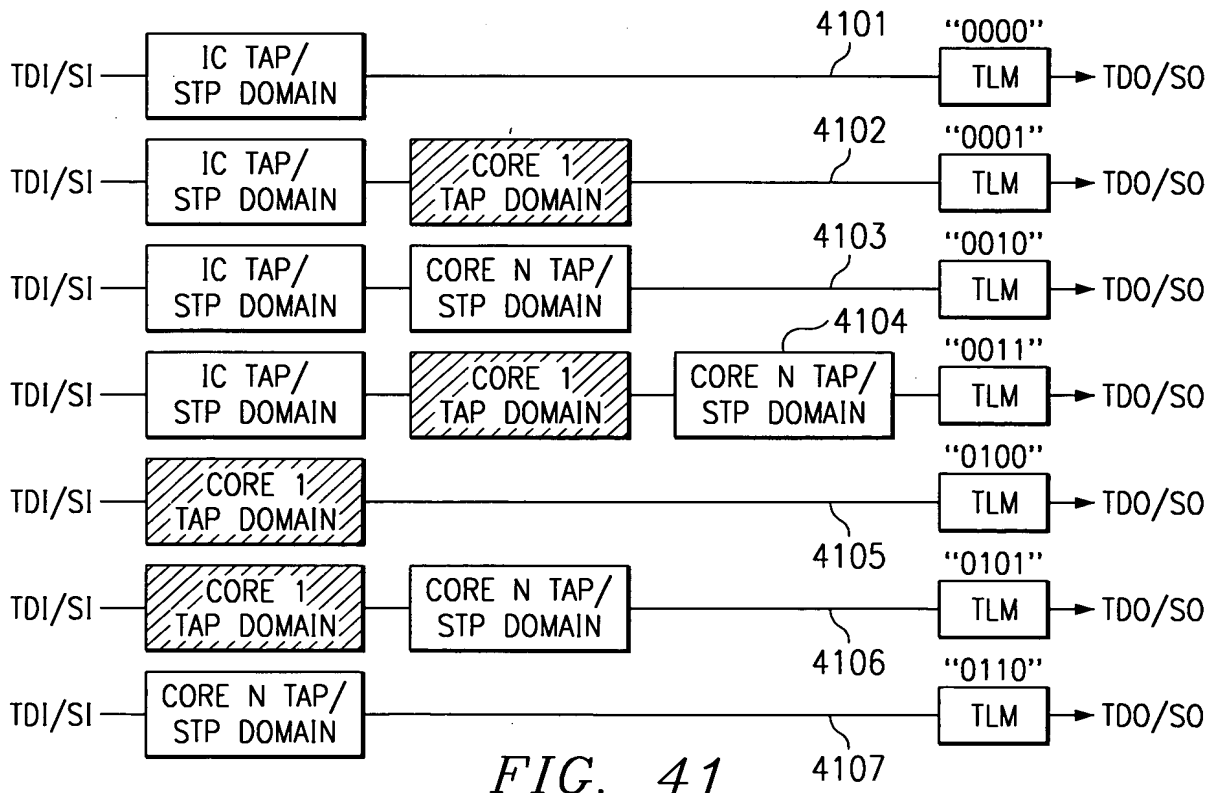 4101
"0000"
TDI/SI
IC TAP/
STP DOMAIN
TLM
TDO/SO
4102
"0001"
TDI/SI
IC TAP/
STP DOMAIN
CORE 1
TAP DOMAIN
TLM
TDO/SO
4103
"0010"
TDI/SI
IC TAP/
STP DOMAIN
CORE N TAP/
STP DOMAIN
TLM
TDO/SO
4104
"0011"
TDI/SI
IC TAP/
STP DOMAIN
CORE 1
TAP DOMAIN
CORE N TAP/
STP DOMAIN
TLM
TDO/SO
"0100"
TDI/SI
CORE 1
TAP DOMAIN
TLM
TDO/SO
4105
"0101"
TDI/SI
CORE 1
TAP DOMAIN
CORE N TAP/
STP DOMAIN
TLM
TDO/SO
4106
"0110"
TDI/SI
CORE N TAP/
STP DOMAIN
TLM
TDO/SO
4107
FIG. 41